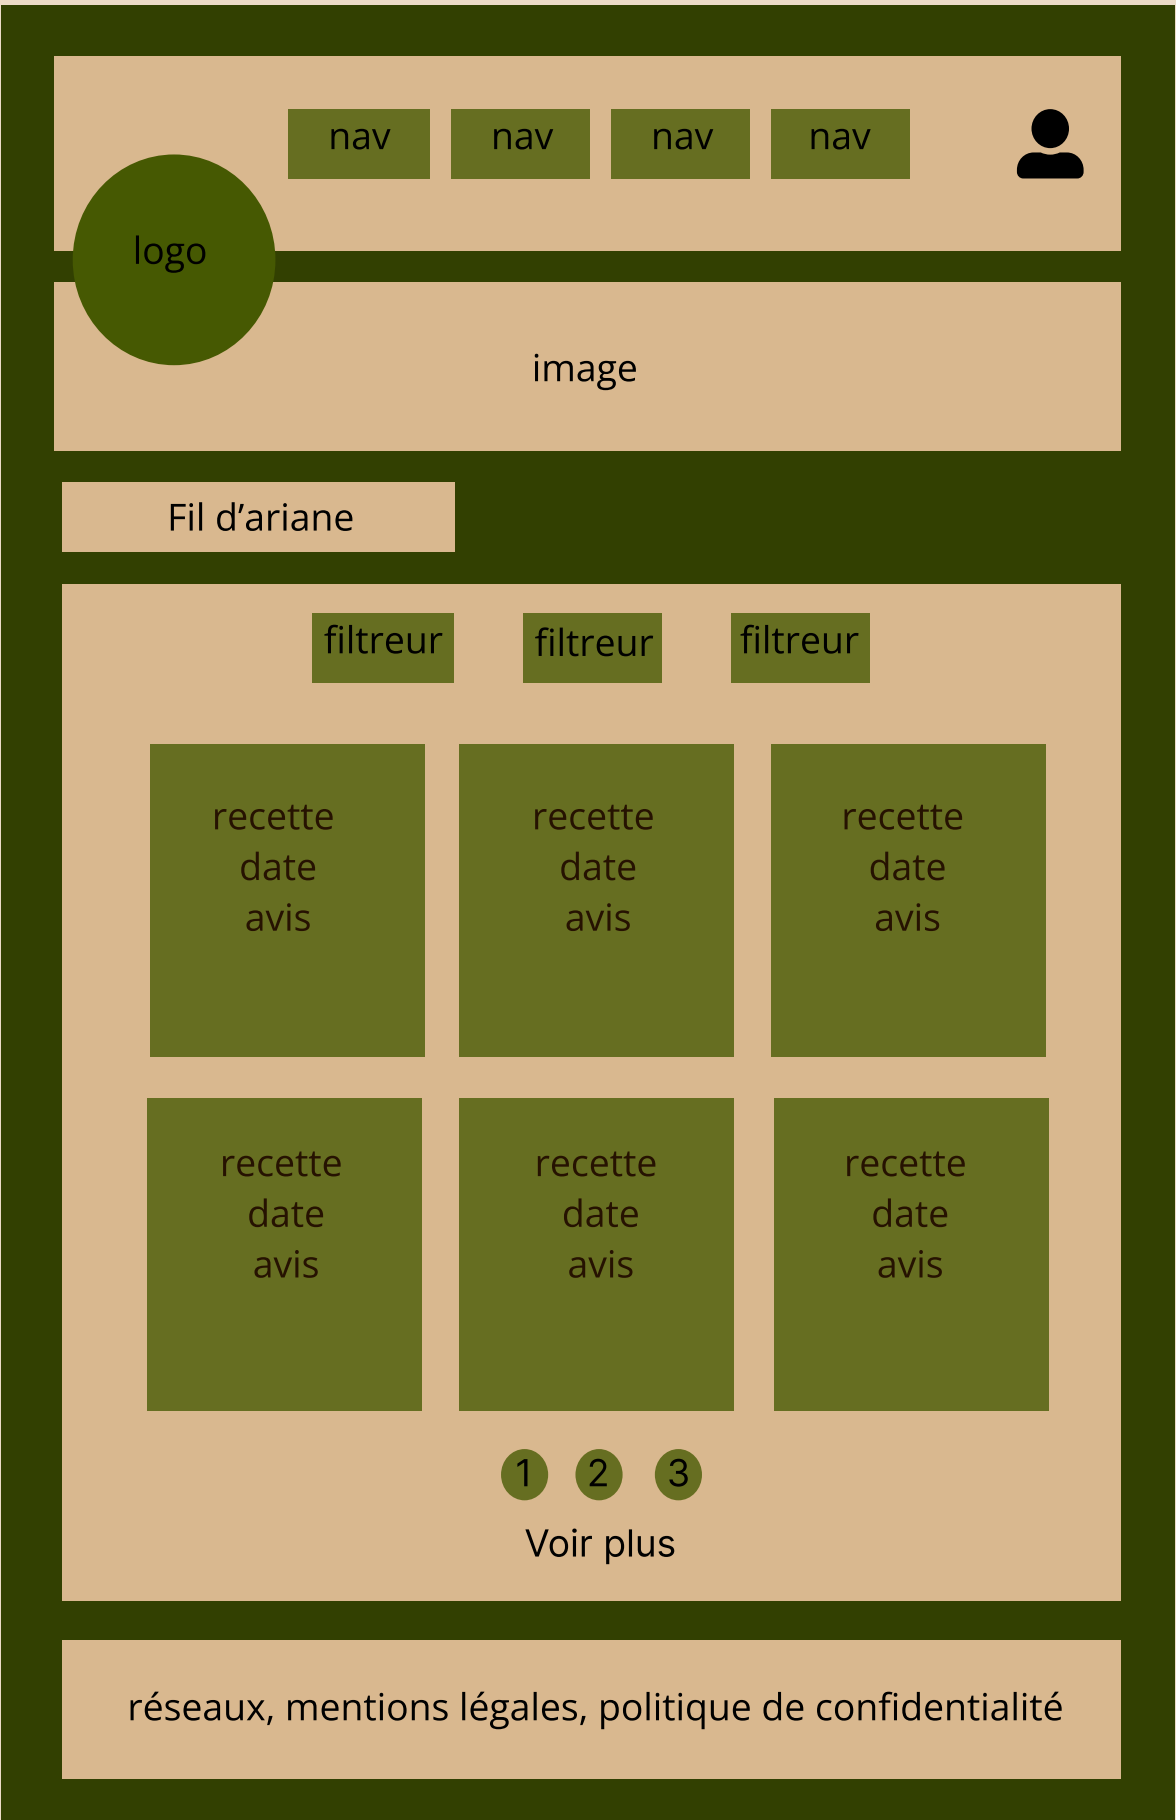 nav nav nav nav
logo
image
Fil d’ariane
filtreur filtreur filtreur
recette recette recette
date date date
avis avis avis
recette recette recette
date date date
avis avis avis
1 2 3
Voir plus
réseaux, mentions légales, politique de confidentialité